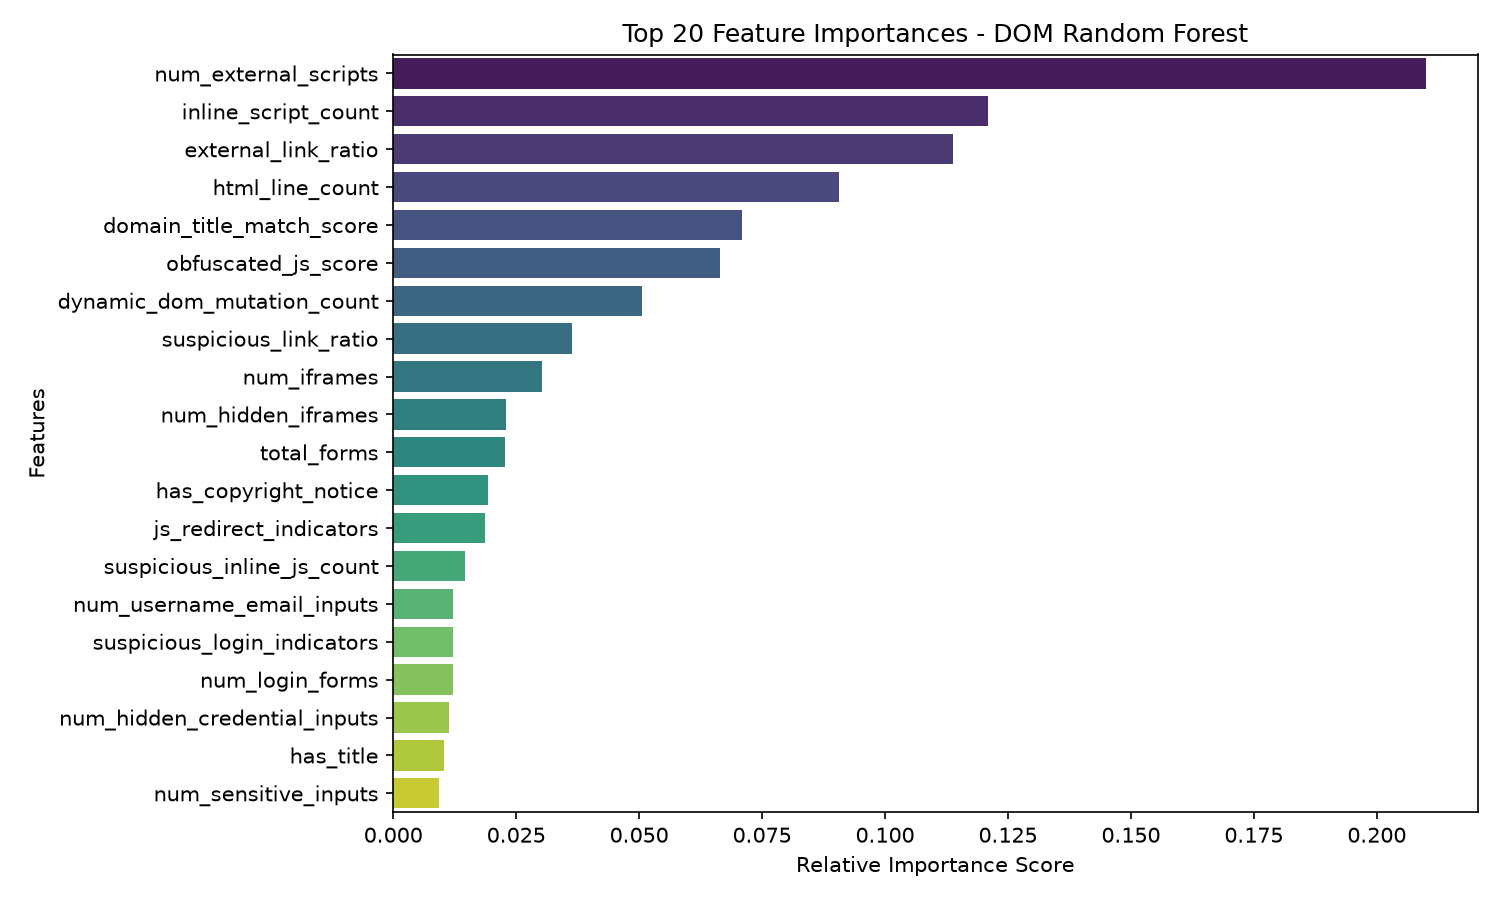 Top 20 Feature Importances - DOM Random Forest
num_external_scripts
inline_script_count
external_link_ratio
html_line_count
domain_title_match_score
obfuscated_js_score
dynamic_dom_mutation_count
suspicious_link_ratio
num_iframes
num_hidden_iframes
total_forms
has_copyright_notice
js_redirect_indicators
suspicious_inline_js_count
num_username_email_inputs
suspicious_login_indicators
num_login_forms
num_hidden_credential_inputs
has_title
num_sensitive_inputs
Features
0.000 0.025 0.050 0.075 0.100 0.125 0.150 0.175 0.200
Relative Importance Score